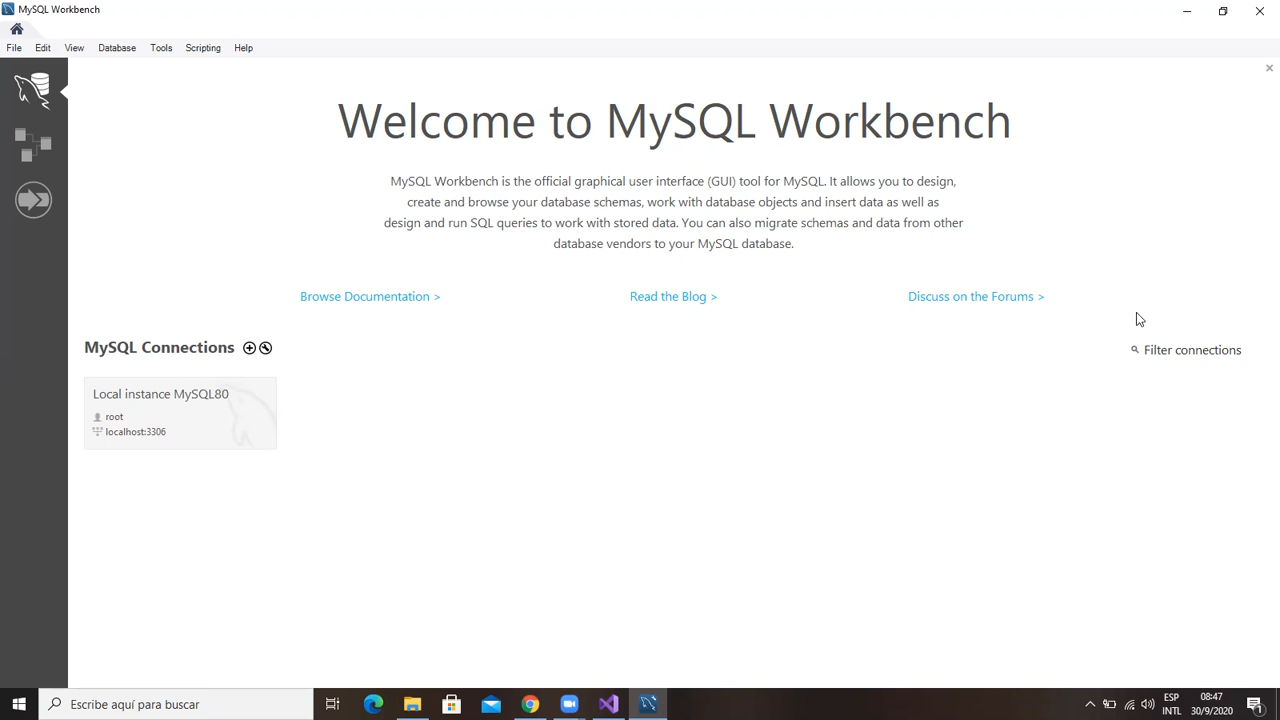 MySQL Workbench
File Edit View Database Tools Scripting Help
Welcome to MySQL Workbench
MySQL Workbench is the official graphical user interface (GUI) tool for MySQL. It allows you to design,
create and browse your database schemas, work with database objects and insert data as well as
design and run SQL queries to work with stored data. You can also migrate schemas and data from other
database vendors to your MySQL database.
Browse Documentation > Read the Blog > Discuss on the Forums >
MySQL Connections
Filter connections
Local instance MySQL80
root
localhost:3306
Escribe aquí para buscar
ESP
INTL
08:47
30/9/2020
1